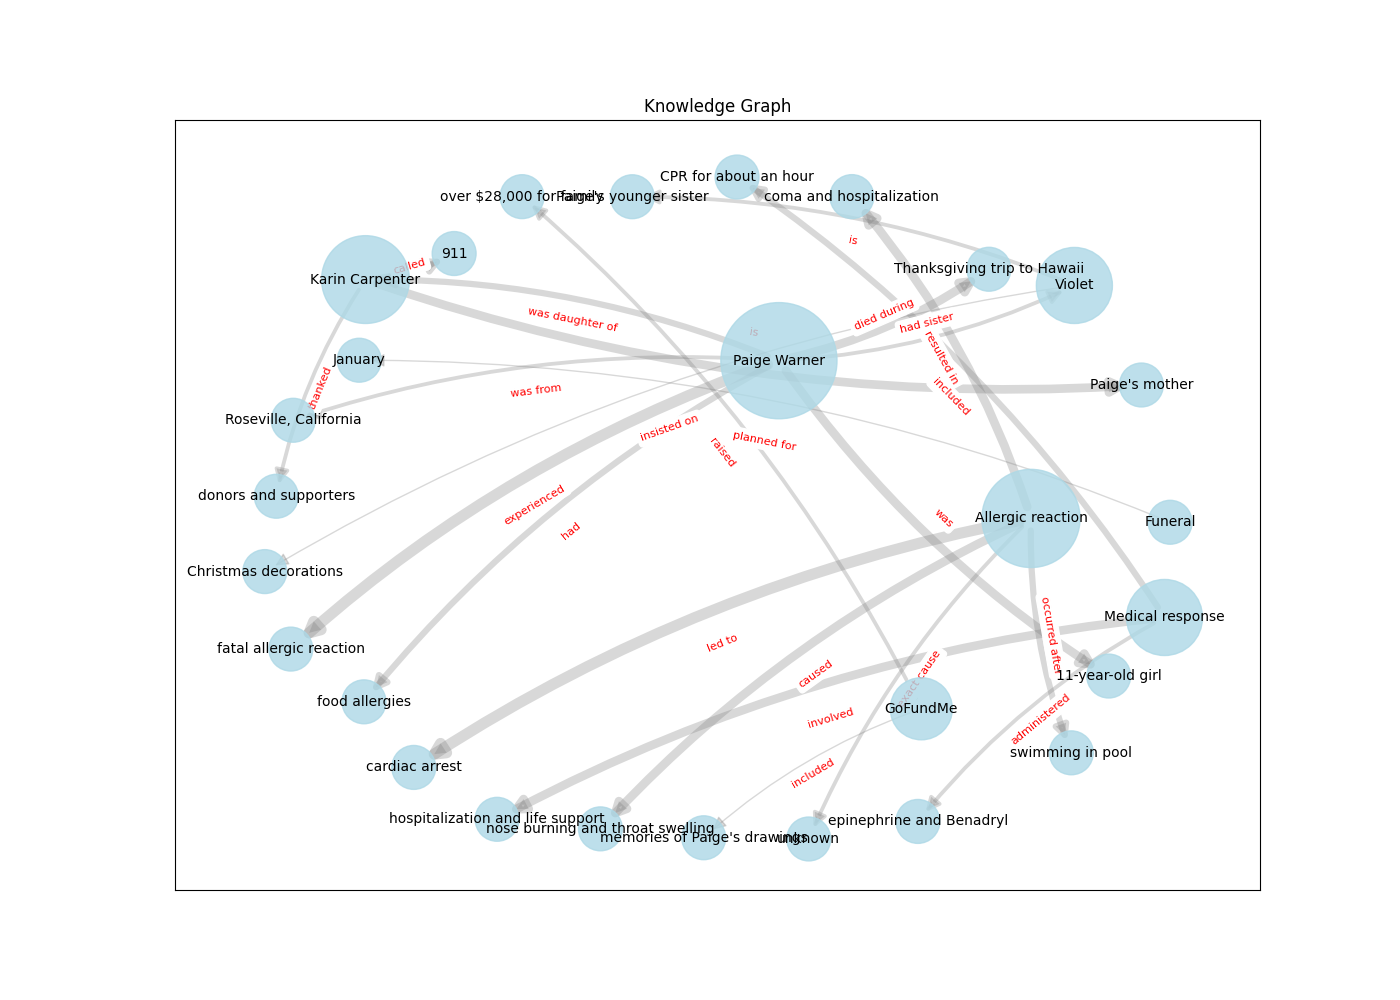 Knowledge Graph
CPR for about an hour
over $28,000 for family
Paige's younger sister
coma and hospitalization
is
911
called
Karin Carpenter
Thanksgiving trip to Hawaii
Violet
died during
was daughter of
had sister
is
January
Paige Warner
resulted in
Paige's mother
thanked
was from
included
Roseville, California
insisted on
planned for
raised
donors and supporters
experienced
was
Allergic reaction
Funeral
had
Christmas decorations
Medical response
occurred after
led to
fatal allergic reaction
caused
exact cause
11-year-old girl
food allergies
GoFundMe
involved
administered
swimming in pool
cardiac arrest
included
hospitalization and life support
nose burning and throat swelling
epinephrine and Benadryl
memories of Paige's drawings
unknown